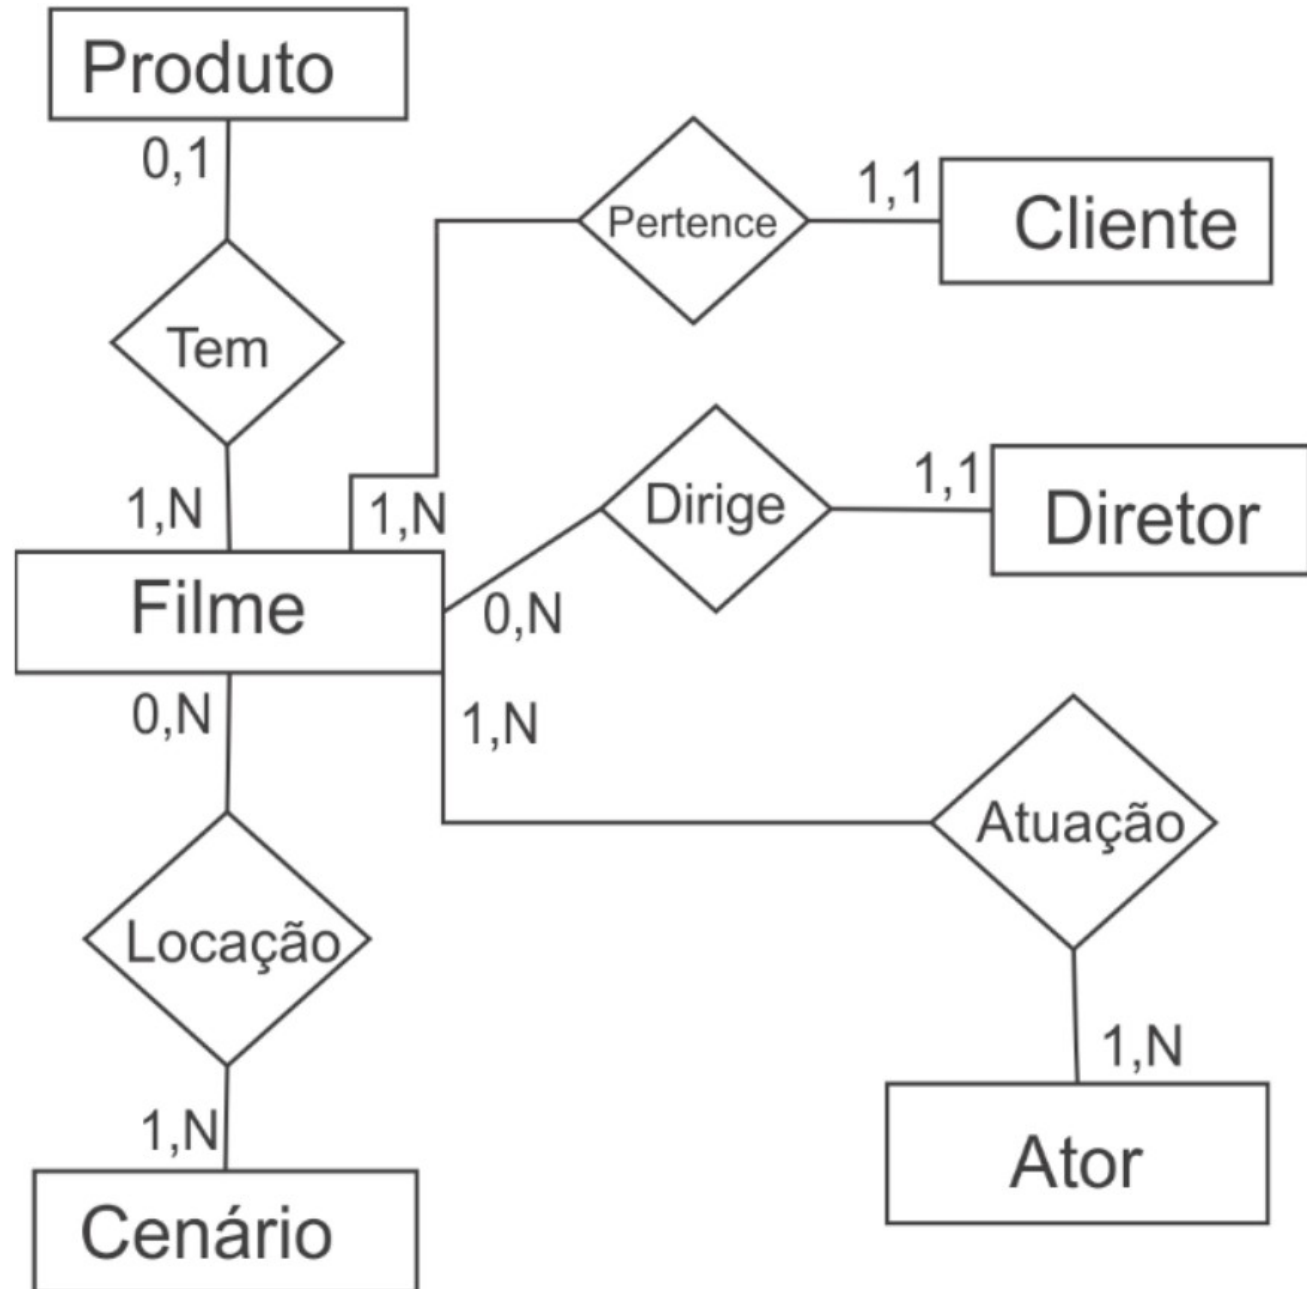 Produto
0,1
Tem
1,N
Pertence
1,1
Cliente
1,N
Dirige
1,1
Diretor
Filme
0,N
0,N
1,N
Locação
Atuação
1,N
1,N
Cenário
Ator